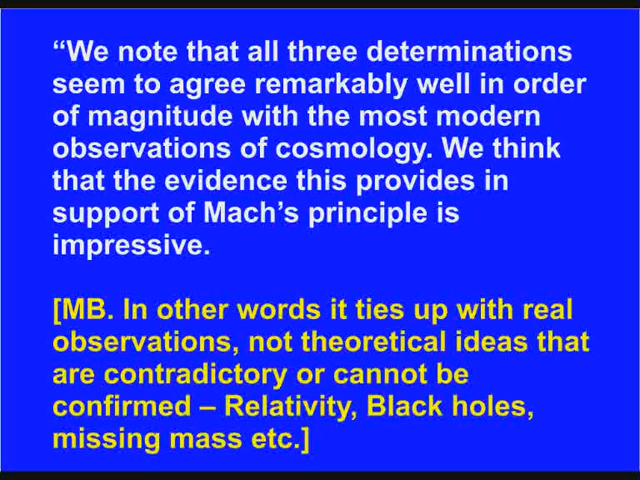 “We note that all three determinations
seem to agree remarkably well in order
of magnitude with the most modern
observations of cosmology. We think
that the evidence this provides in
support of Mach’s principle is
impressive.
[MB. In other words it ties up with real
observations, not theoretical ideas that
are contradictory or cannot be
confirmed – Relativity, Black holes,
missing mass etc.]